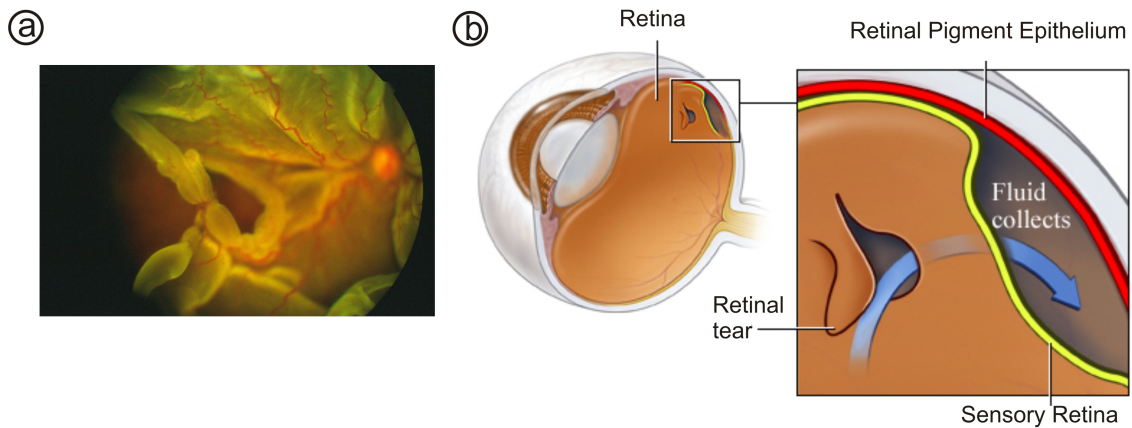 a
b
Retina
Retinal Pigment Epithelium
Fluid
collects
Retinal
tear
Sensory Retina